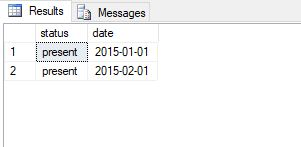 Results Messages
status date
1 present 2015-01-01
2 present 2015-02-01